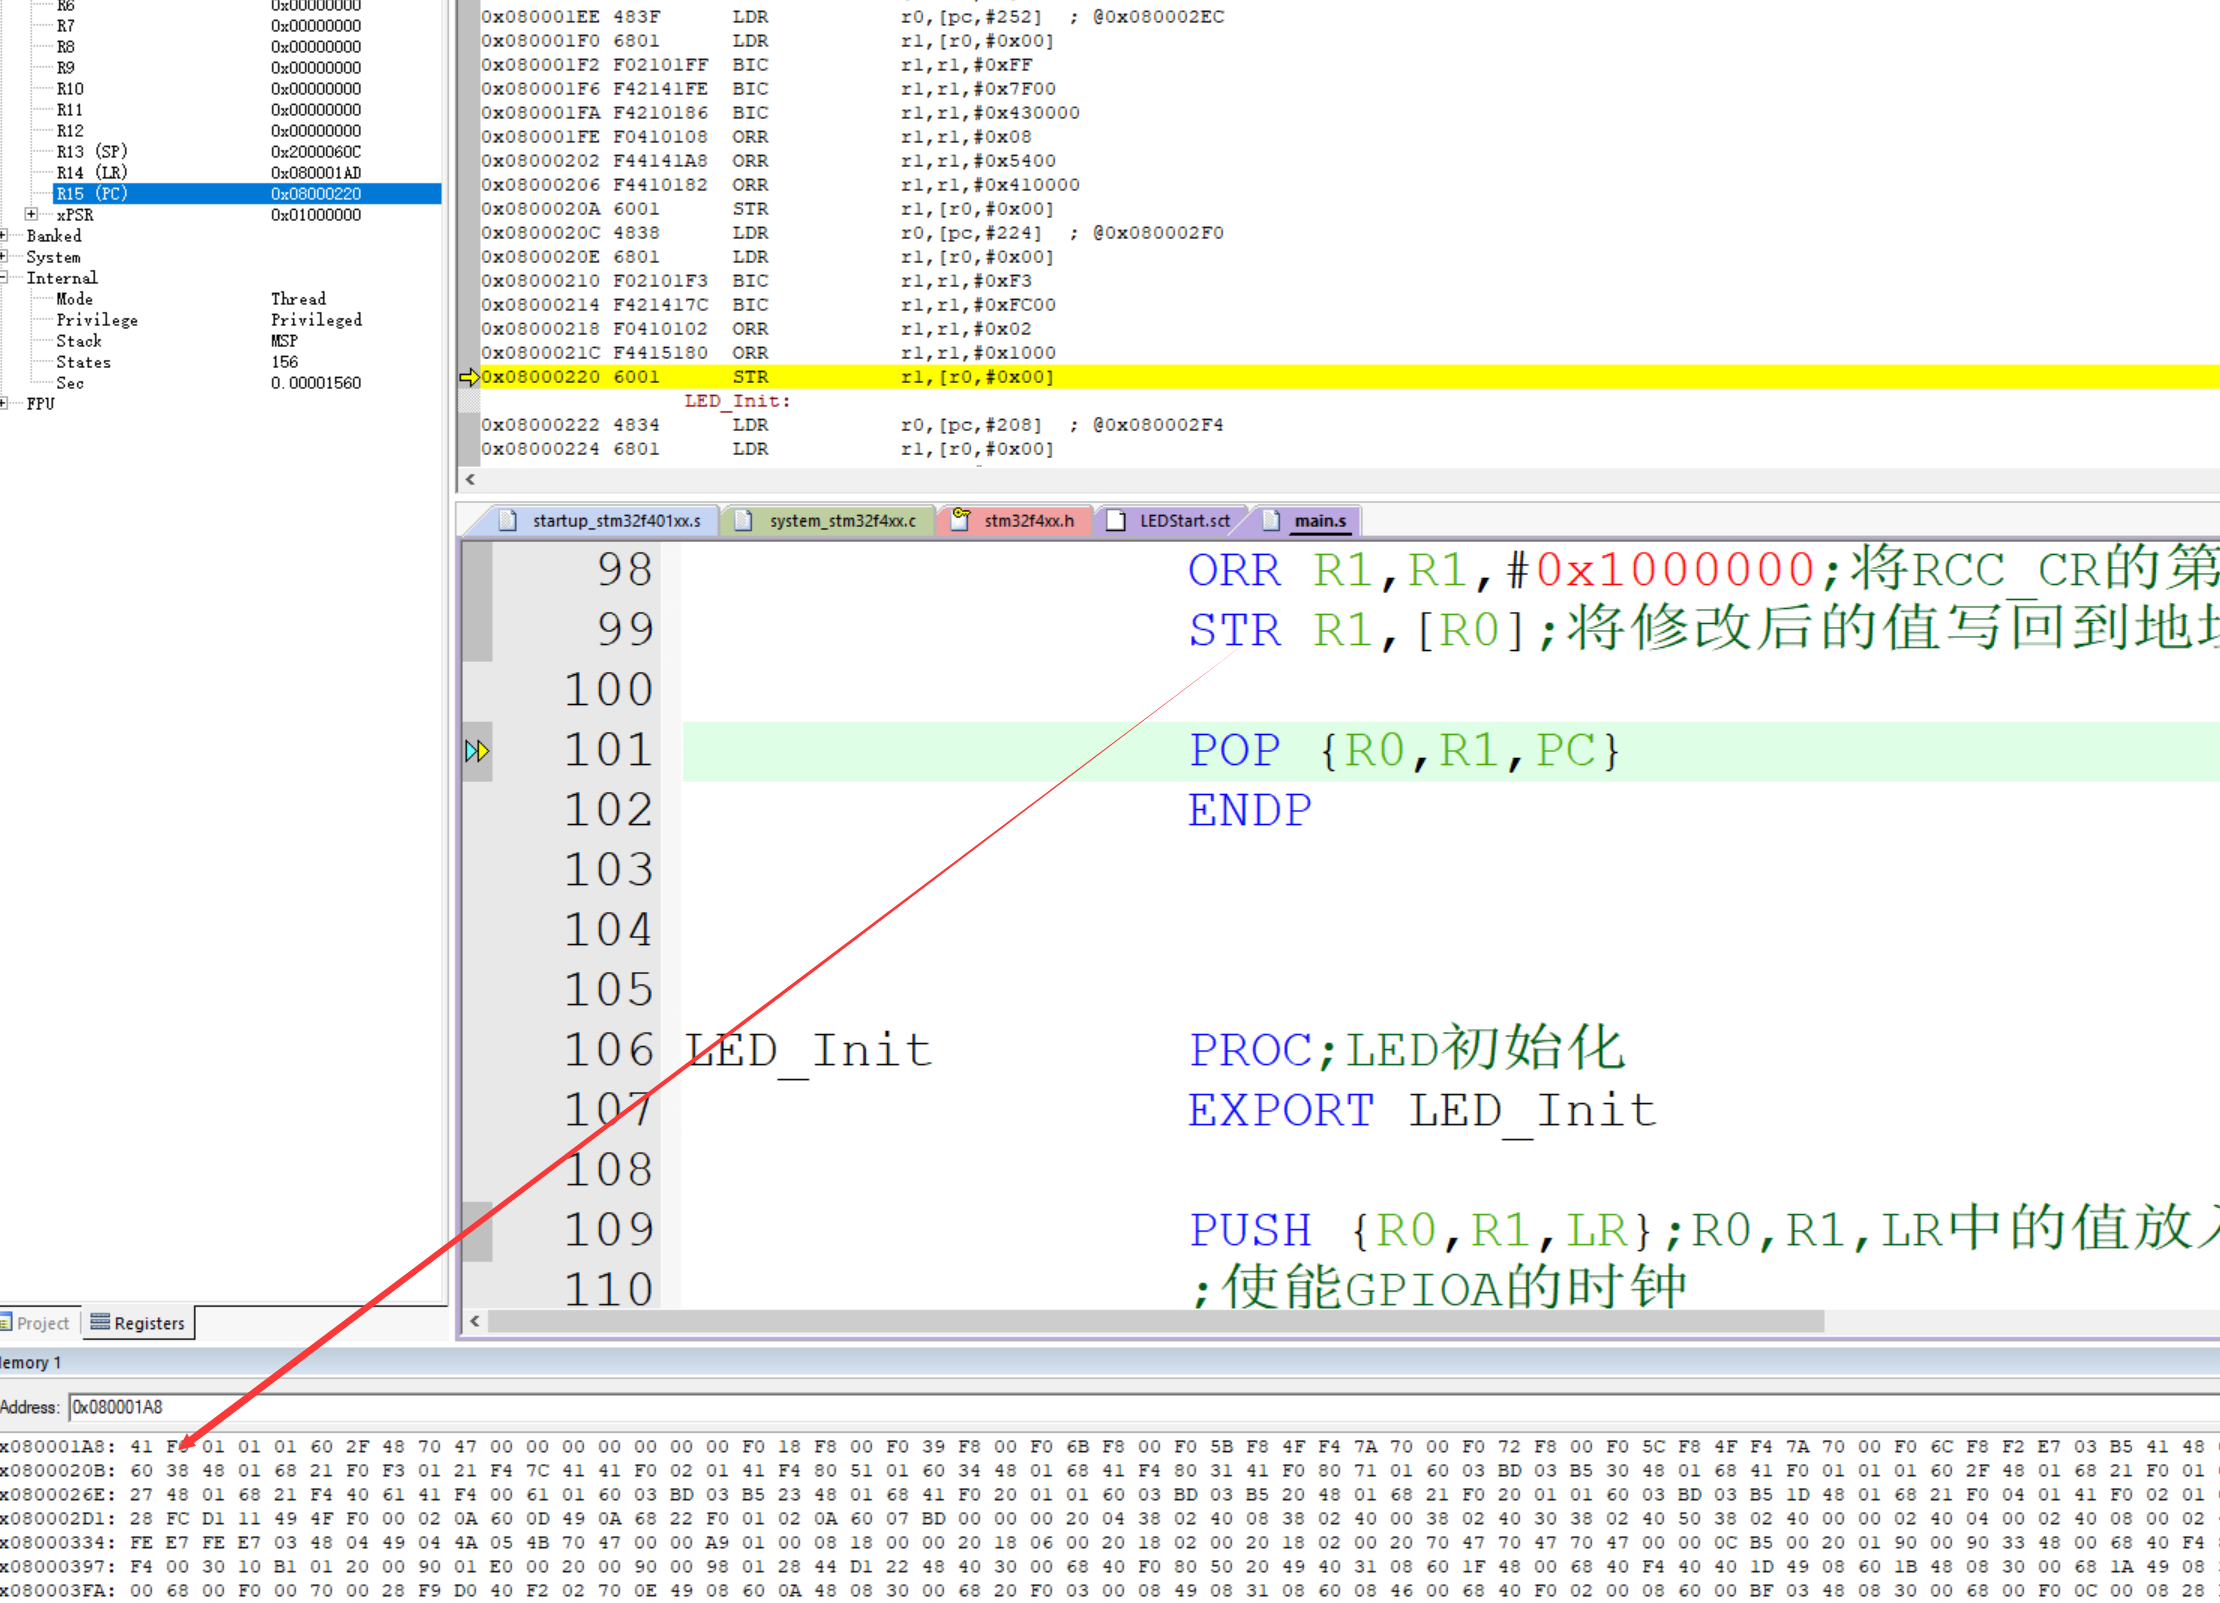 R6 0x00000000
R7 0x00000000
R8 0x00000000
R9 0x00000000
R10 0x00000000
R11 0x00000000
R12 0x00000000
R13 (SP) 0x2000060C
R14 (LR) 0x080001AD
R15 (PC) 0x08000220
xPSR 0x01000000
Banked
System
Internal
Mode Thread
Privilege Privileged
Stack MSP
States 156
Sec 0.00001560
FPU
0x080001EE 483F LDR r0,[pc,#252] ; @0x080002EC
0x080001F0 6801 LDR r1,[r0,#0x00]
0x080001F2 F02101FF BIC r1,r1,#0xFF
0x080001F6 F42141FE BIC r1,r1,#0x7F00
0x080001FA F4210186 BIC r1,r1,#0x430000
0x080001FE F0410108 ORR r1,r1,#0x08
0x08000202 F44141A8 ORR r1,r1,#0x5400
0x08000206 F4410182 ORR r1,r1,#0x410000
0x0800020A 6001 STR r1,[r0,#0x00]
0x0800020C 4838 LDR r0,[pc,#224] ; @0x080002F0
0x0800020E 6801 LDR r1,[r0,#0x00]
0x08000210 F02101F3 BIC r1,r1,#0xF3
0x08000214 F421417C BIC r1,r1,#0xFC00
0x08000218 F0410102 ORR r1,r1,#0x02
0x0800021C F4415180 ORR r1,r1,#0x1000
0x08000220 6001 STR r1,[r0,#0x00]
LED_Init:
0x08000222 4834 LDR r0,[pc,#208] ; @0x080002F4
0x08000224 6801 LDR r1,[r0,#0x00]
startup_stm32f401xx.s system_stm32f4xx.c stm32f4xx.h LEDStart.sct main.s
98 ORR R1,R1,#0x1000000;将RCC_CR的第
99 STR R1,[R0];将修改后的值写回到地
100
101 POP {R0,R1,PC}
102 ENDP
103
104
105
106 LED_Init PROC;LED初始化
107 EXPORT LED_Init
108
109 PUSH {R0,R1,LR};R0,R1,LR中的值放
110 ;使能GPIOA的时钟
Project Registers
emory 1
Address: 0x080001A8
x080001A8: 41 F0 01 01 01 60 2F 48 70 47 00 00 00 00 00 00 00 F0 18 F8 00 F0 39 F8 00 F0 6B F8 00 F0 5B F8 4F F4 7A 70 00 F0 72 F8 00 F0 5C F8 4F F4 7A 70 00 F0 6C F8 F2 E7 03 B5 41 48
x0800020B: 60 38 48 01 68 21 F0 F3 01 21 F4 7C 41 41 F0 02 01 41 F4 80 51 01 60 34 48 01 68 41 F4 80 31 41 F0 80 71 01 60 03 BD 03 B5 30 48 01 68 41 F0 01 01 01 60 2F 48 01 68 21 F0 01
x0800026E: 27 48 01 68 21 F4 40 61 41 F4 00 61 01 60 03 BD 03 B5 23 48 01 68 41 F0 20 01 01 60 03 BD 03 B5 20 48 01 68 21 F0 20 01 01 60 03 BD 03 B5 1D 48 01 68 21 F0 04 01 41 F0 02 01
x080002D1: 28 FC D1 11 49 4F F0 00 02 0A 60 0D 49 0A 68 22 F0 01 02 0A 60 07 BD 00 00 00 20 04 38 02 40 08 38 02 40 00 38 02 40 30 38 02 40 50 38 02 40 00 00 02 40 04 00 02 40 08 00 02
x08000334: FE E7 FE E7 03 48 04 49 04 4A 05 4B 70 47 00 00 A9 01 00 08 18 00 00 20 18 06 00 20 18 02 00 20 18 02 00 20 70 47 70 47 70 47 00 00 0C B5 00 20 01 90 00 90 33 48 00 68 40 F4
x08000397: F4 00 30 10 B1 01 20 00 90 01 E0 00 20 00 90 00 98 01 28 44 D1 22 48 40 30 00 68 40 F0 80 50 20 49 40 31 08 60 1F 48 00 68 40 F4 40 40 1D 49 08 60 1B 48 08 30 00 68 1A 49 08
x080003FA: 00 68 00 F0 00 70 00 28 F9 D0 40 F2 02 70 0E 49 08 60 0A 48 08 30 00 68 20 F0 03 00 08 49 08 31 08 60 08 46 00 68 40 F0 02 00 08 60 00 BF 03 48 08 30 00 68 00 F0 0C 00 08 28